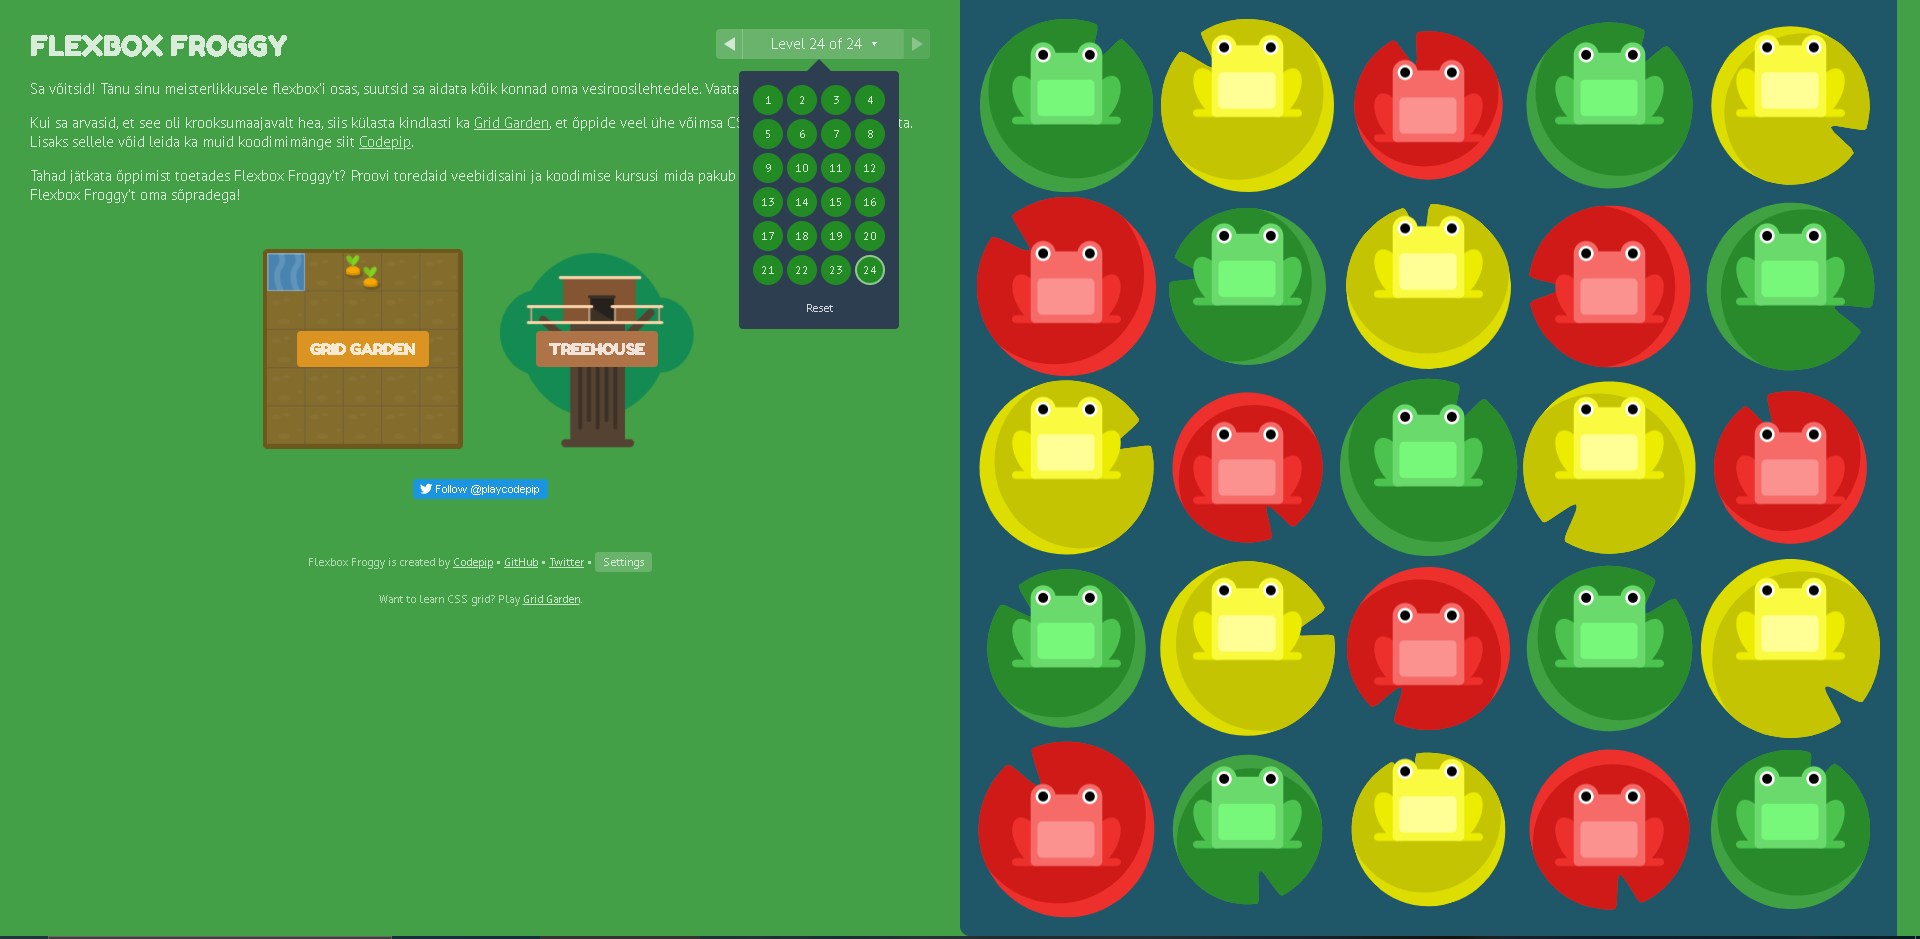 FLEXBOX FROGGY
Level 24 of 24
Sa võitsid! Tänu sinu meisterlikkusele flexbox'i osas, suutsid sa aidata kõik konnad oma vesiroosilehtedele. Vaata
Kui sa arvasid, et see oli krooksumaajavalt hea, siis külasta kindlasti ka Grid Garden, et õppide veel ühe võimsa
Lisaks sellele võid leida ka muid koodimimänge siit Codepip.
Tahad jätkata õppimist toetades Flexbox Froggy't? Proovi toredaid veebidisaini ja koodimise kursusi mida pakub
Flexbox Froggy't oma sõpradega!
1 2 3 4
5 6 7 8
9 10 11 12
13 14 15 16
17 18 19 20
21 22 23 24
Reset
GRID GARDEN
TREEHOUSE
Follow @playcodepip
Flexbox Froggy is created by Codepip • GitHub • Twitter • Settings
Want to learn CSS grid? Play Grid Garden.